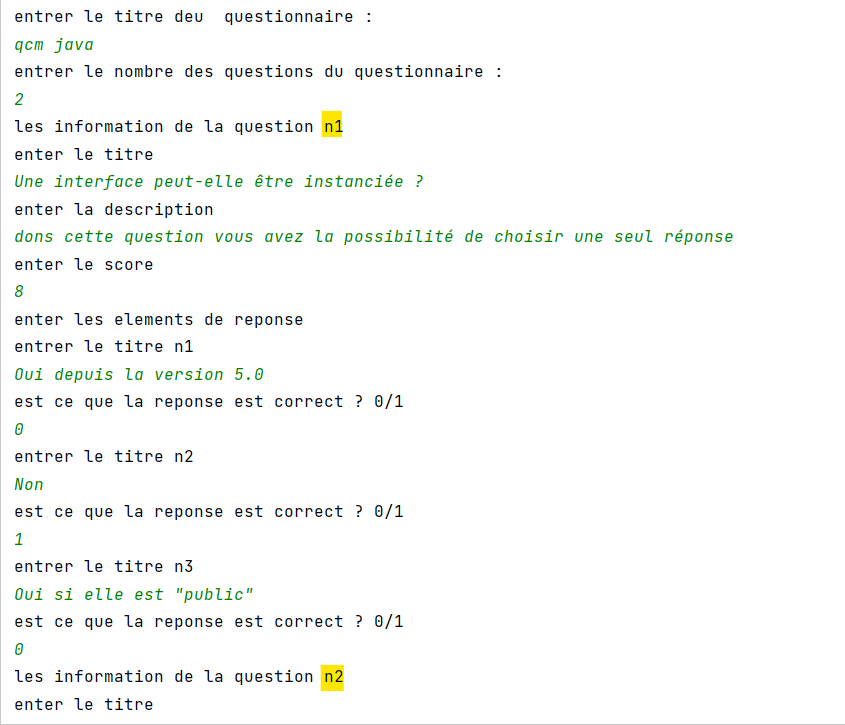 entrer le titre deu  questionnaire :
qcm java
entrer le nombre des questions du questionnaire :
2
les information de la question n1
enter le titre
Une interface peut-elle être instanciée ?
enter la description
dons cette question vous avez la possibilité de choisir une seul réponse
enter le score
8
enter les elements de reponse
entrer le titre n1
Oui depuis la version 5.0
est ce que la reponse est correct ? 0/1
0
entrer le titre n2
Non
est ce que la reponse est correct ? 0/1
1
entrer le titre n3
Oui si elle est "public"
est ce que la reponse est correct ? 0/1
0
les information de la question n2
enter le titre